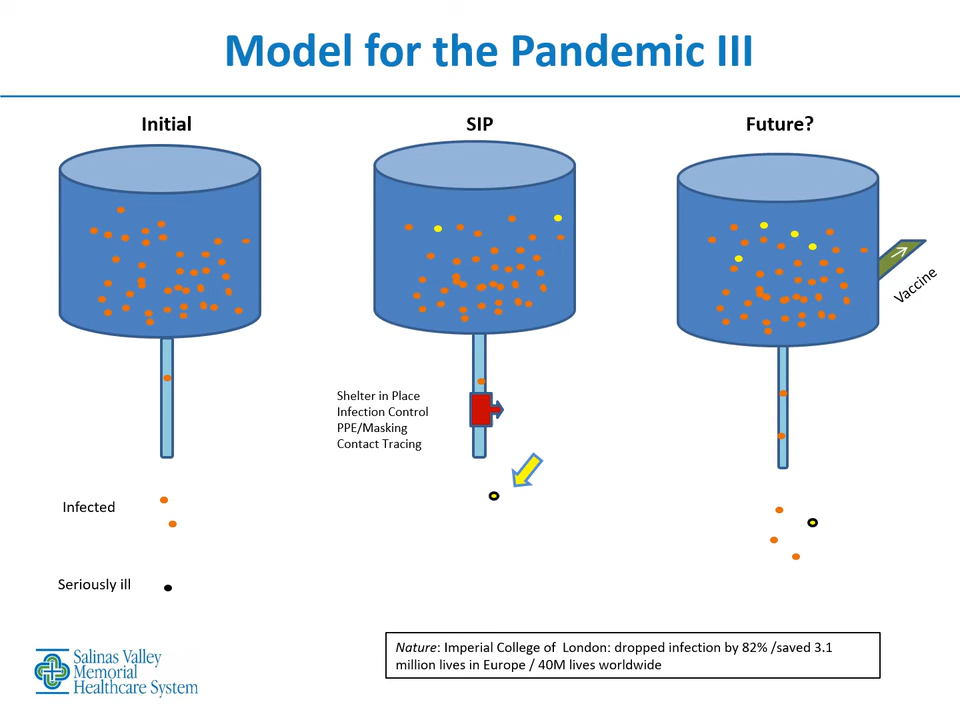 Model for the Pandemic III
Initial
SIP
Future?
Vaccine
Shelter in Place
Infection Control
PPE/Masking
Contact Tracing
Infected
Seriously ill
Nature: Imperial College of London: dropped infection by 82% /saved 3.1
million lives in Europe / 40M lives worldwide
Salinas Valley
Memorial
Healthcare System